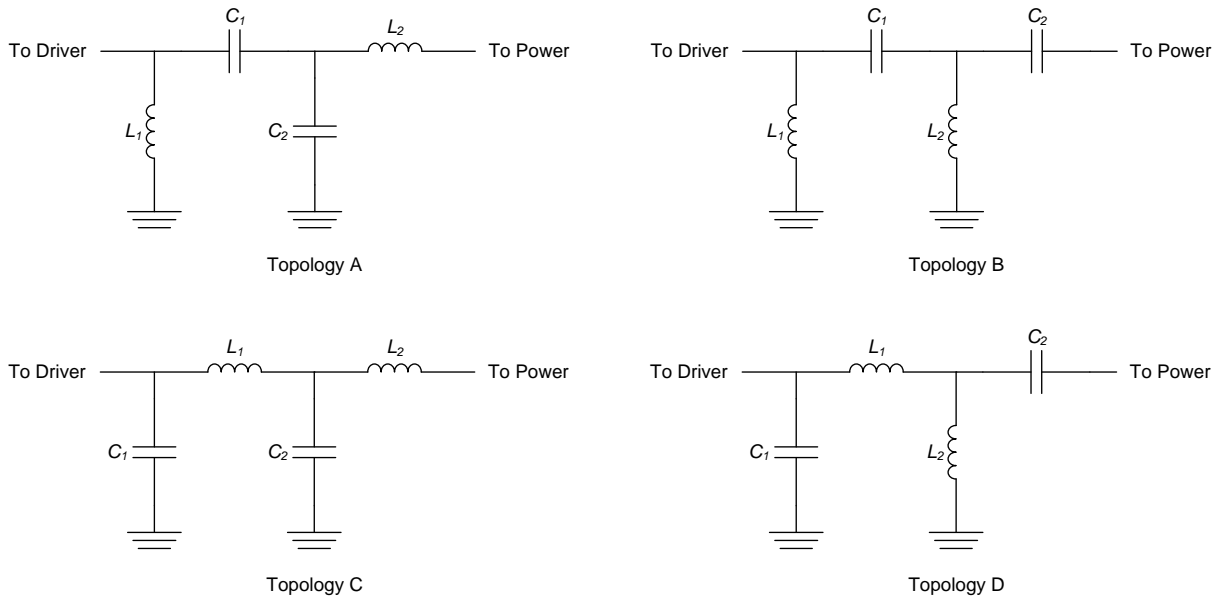 C1
L2
To Driver
To Power
L1
C2
Topology A
C1
C2
To Driver
To Power
L1
L2
Topology B
L1
L2
To Driver
To Power
C1
C2
Topology C
L1
C2
To Driver
To Power
C1
L2
Topology D